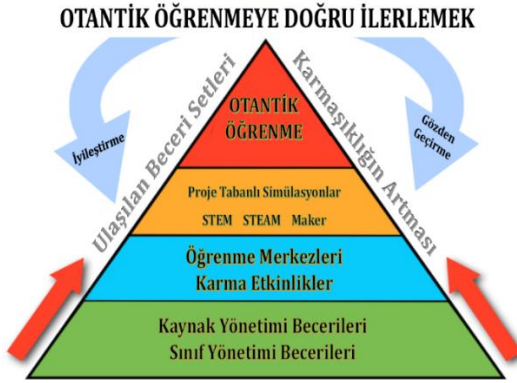 OTANTİK ÖĞRENMEYE DOĞRU İLERLEMEK
İyileştirme
Ulaşılan Beceri Setleri
Karmaşıklığın Artması
Gözden
Geçirme
OTANTİK
ÖĞRENME
Proje Tabanlı Simülasyonlar
STEM STEAM Maker
Öğrenme Merkezleri
Karma Etkinlikler
Kaynak Yönetimi Becerileri
Sınıf Yönetimi Becerileri